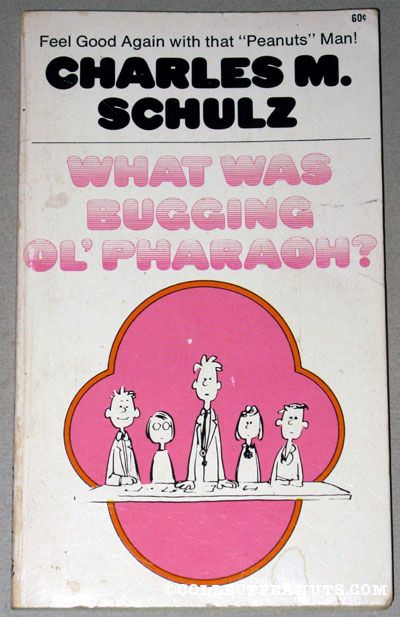 60¢
Feel Good Again with that "Peanuts" Man!
CHARLES M.
SCHULZ
WHAT WAS
BUGGING
OL' PHARAOH?
COLLECTPEANUTS.COM